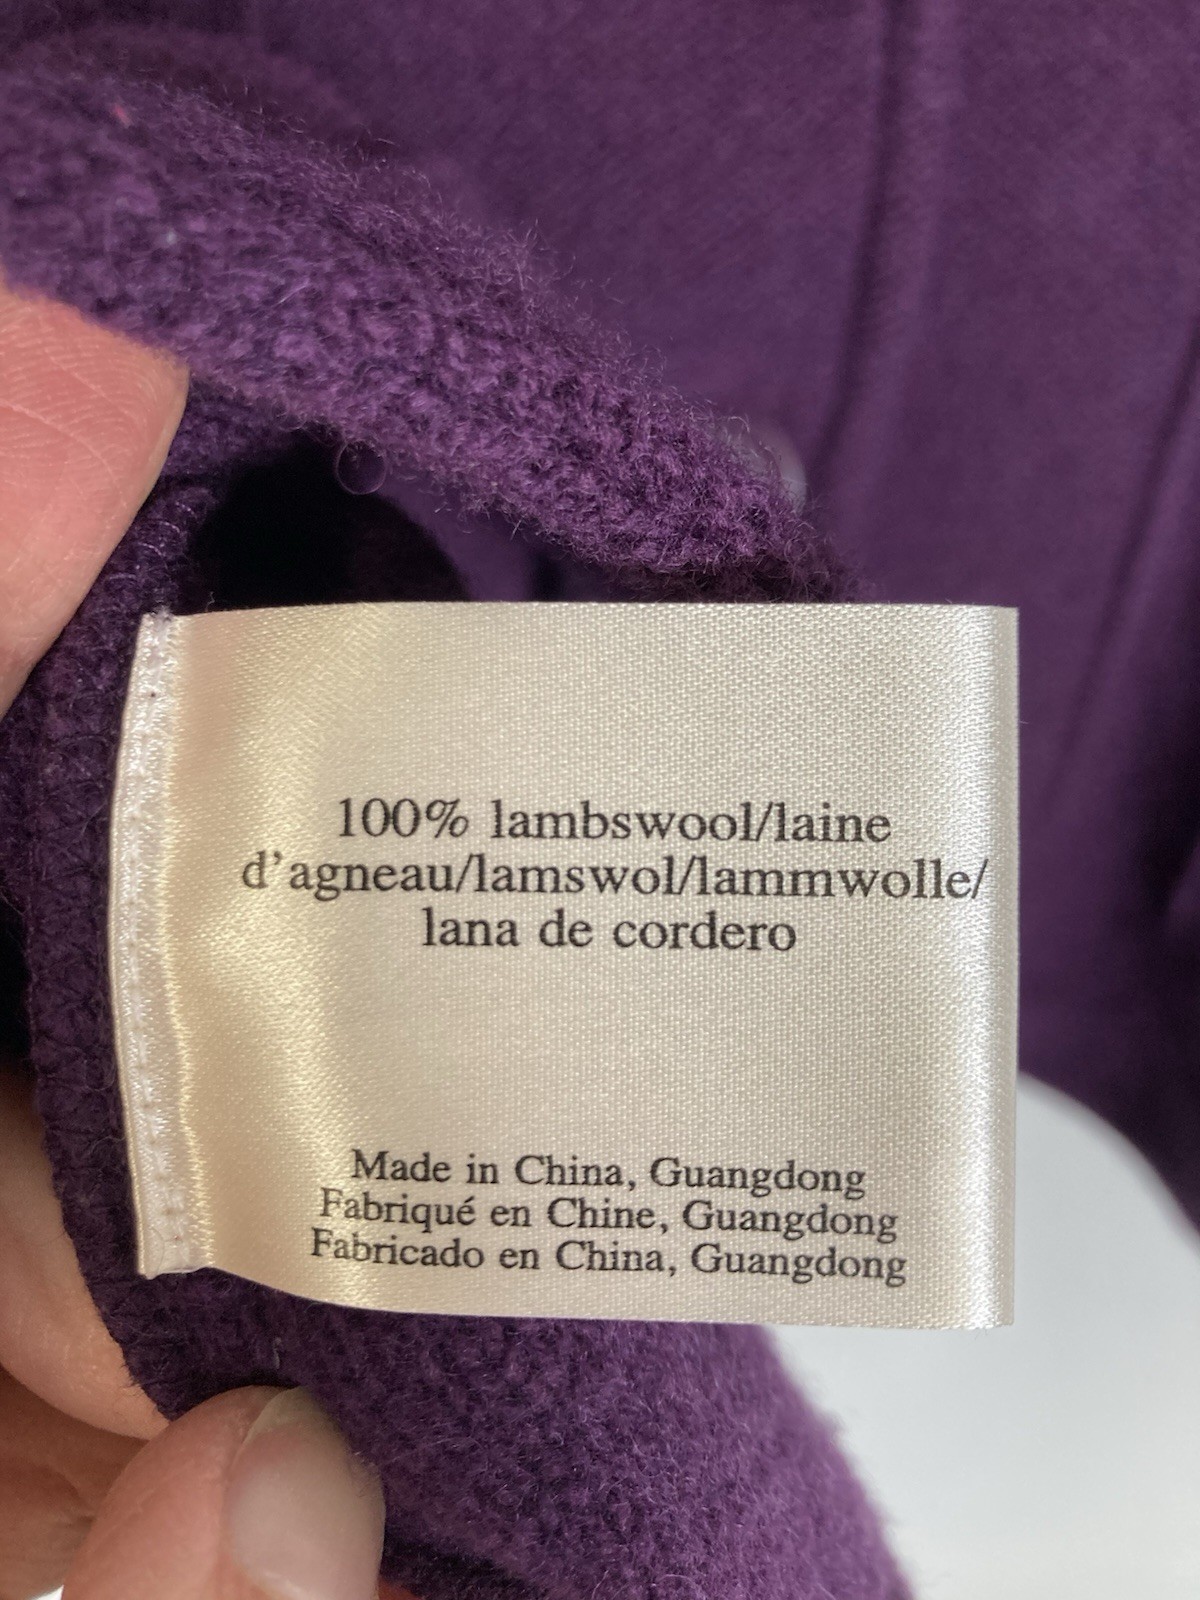 100% lambswool/laine
d'agneau/lamswol/lammwolle/
lana de cordero
Made in China, Guangdong
Fabriqué en Chine, Guangdong
Fabricado en China, Guangdong